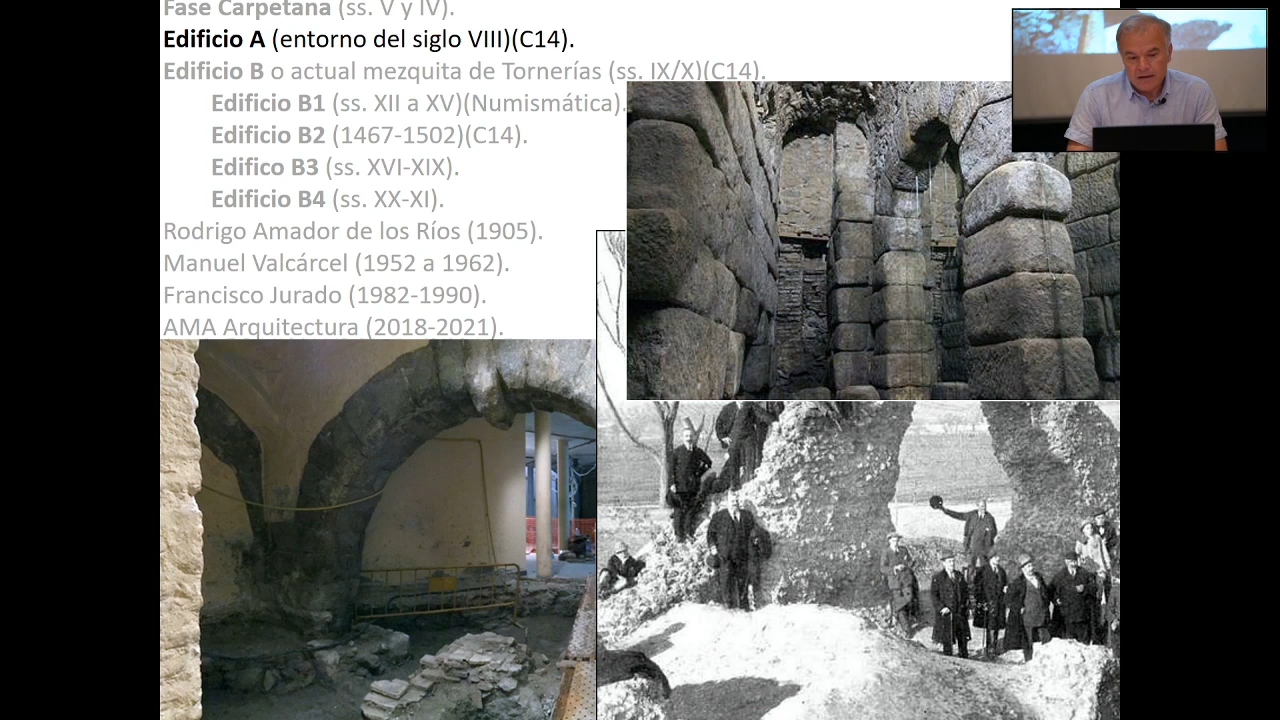 Fase Carpetana (ss. V y IV).
Edificio A (entorno del siglo VIII)(C14).
Edificio B o actual mezquita de Tornerías (ss. IX/X)(C14).
Edificio B1 (ss. XII a XV)(Numismática).
Edificio B2 (1467-1502)(C14).
Edifico B3 (ss. XVI-XIX).
Edificio B4 (ss. XX-XI).
Rodrigo Amador de los Ríos (1905).
Manuel Valcárcel (1952 a 1962).
Francisco Jurado (1982-1990).
AMA Arquitectura (2018-2021).